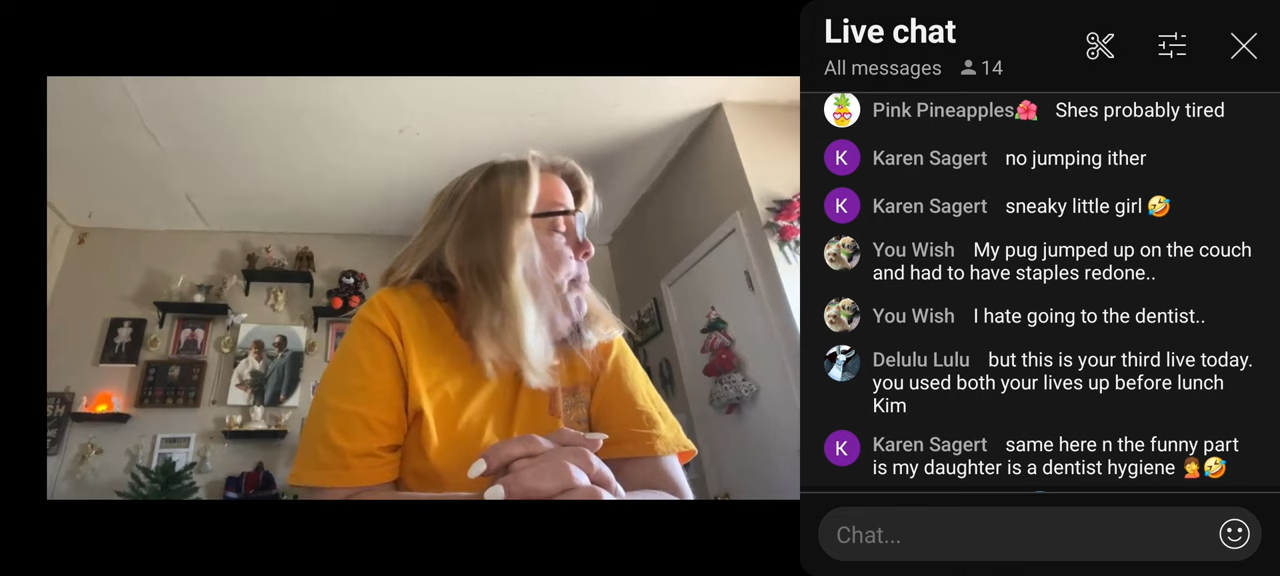 Live chat
All messages 14
Pink Pineapples🌺 Shes probably tired
K Karen Sagert no jumping ither
K Karen Sagert sneaky little girl 🤣
You Wish My pug jumped up on the couch
and had to have staples redone..
You Wish I hate going to the dentist..
Delulu Lulu but this is your third live today.
you used both your lives up before lunch
Kim
K Karen Sagert same here n the funny part
is my daughter is a dentist hygiene 🤦🤣
Chat...